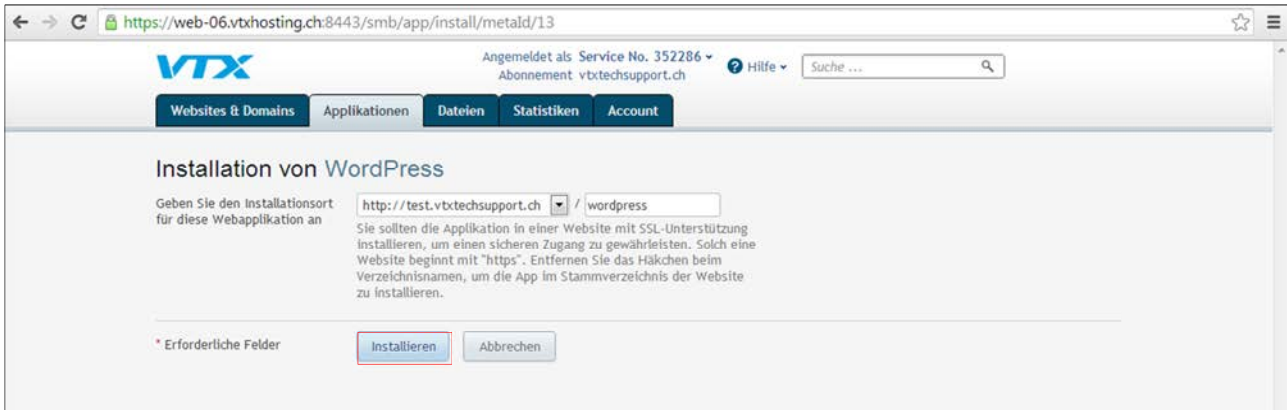 https://web-06.vtxhosting.ch:8443/smb/app/install/metaId/13
VTX
Angemeldet als Service No. 352286
Abonnement vtxtechsupport.ch
Hilfe
Suche ...
Websites & Domains Applikationen Dateien Statistiken Account
Installation von WordPress
Geben Sie den Installationsort
für diese Webapplikation an
http://test.vtxtechsupport.ch / wordpress
Sie sollten die Applikation in einer Website mit SSL-Unterstützung
installieren, um einen sicheren Zugang zu gewährleisten. Solch eine
Website beginnt mit "https". Entfernen Sie das Häkchen beim
Verzeichnisnamen, um die App im Stammverzeichnis der Website
zu installieren.
* Erforderliche Felder
Installieren Abbrechen